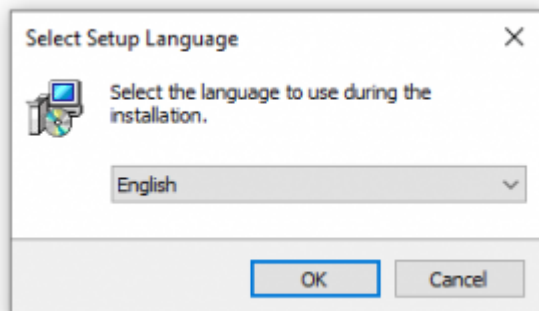 Select Setup Language
Select the language to use during the
installation.
English
OK
Cancel